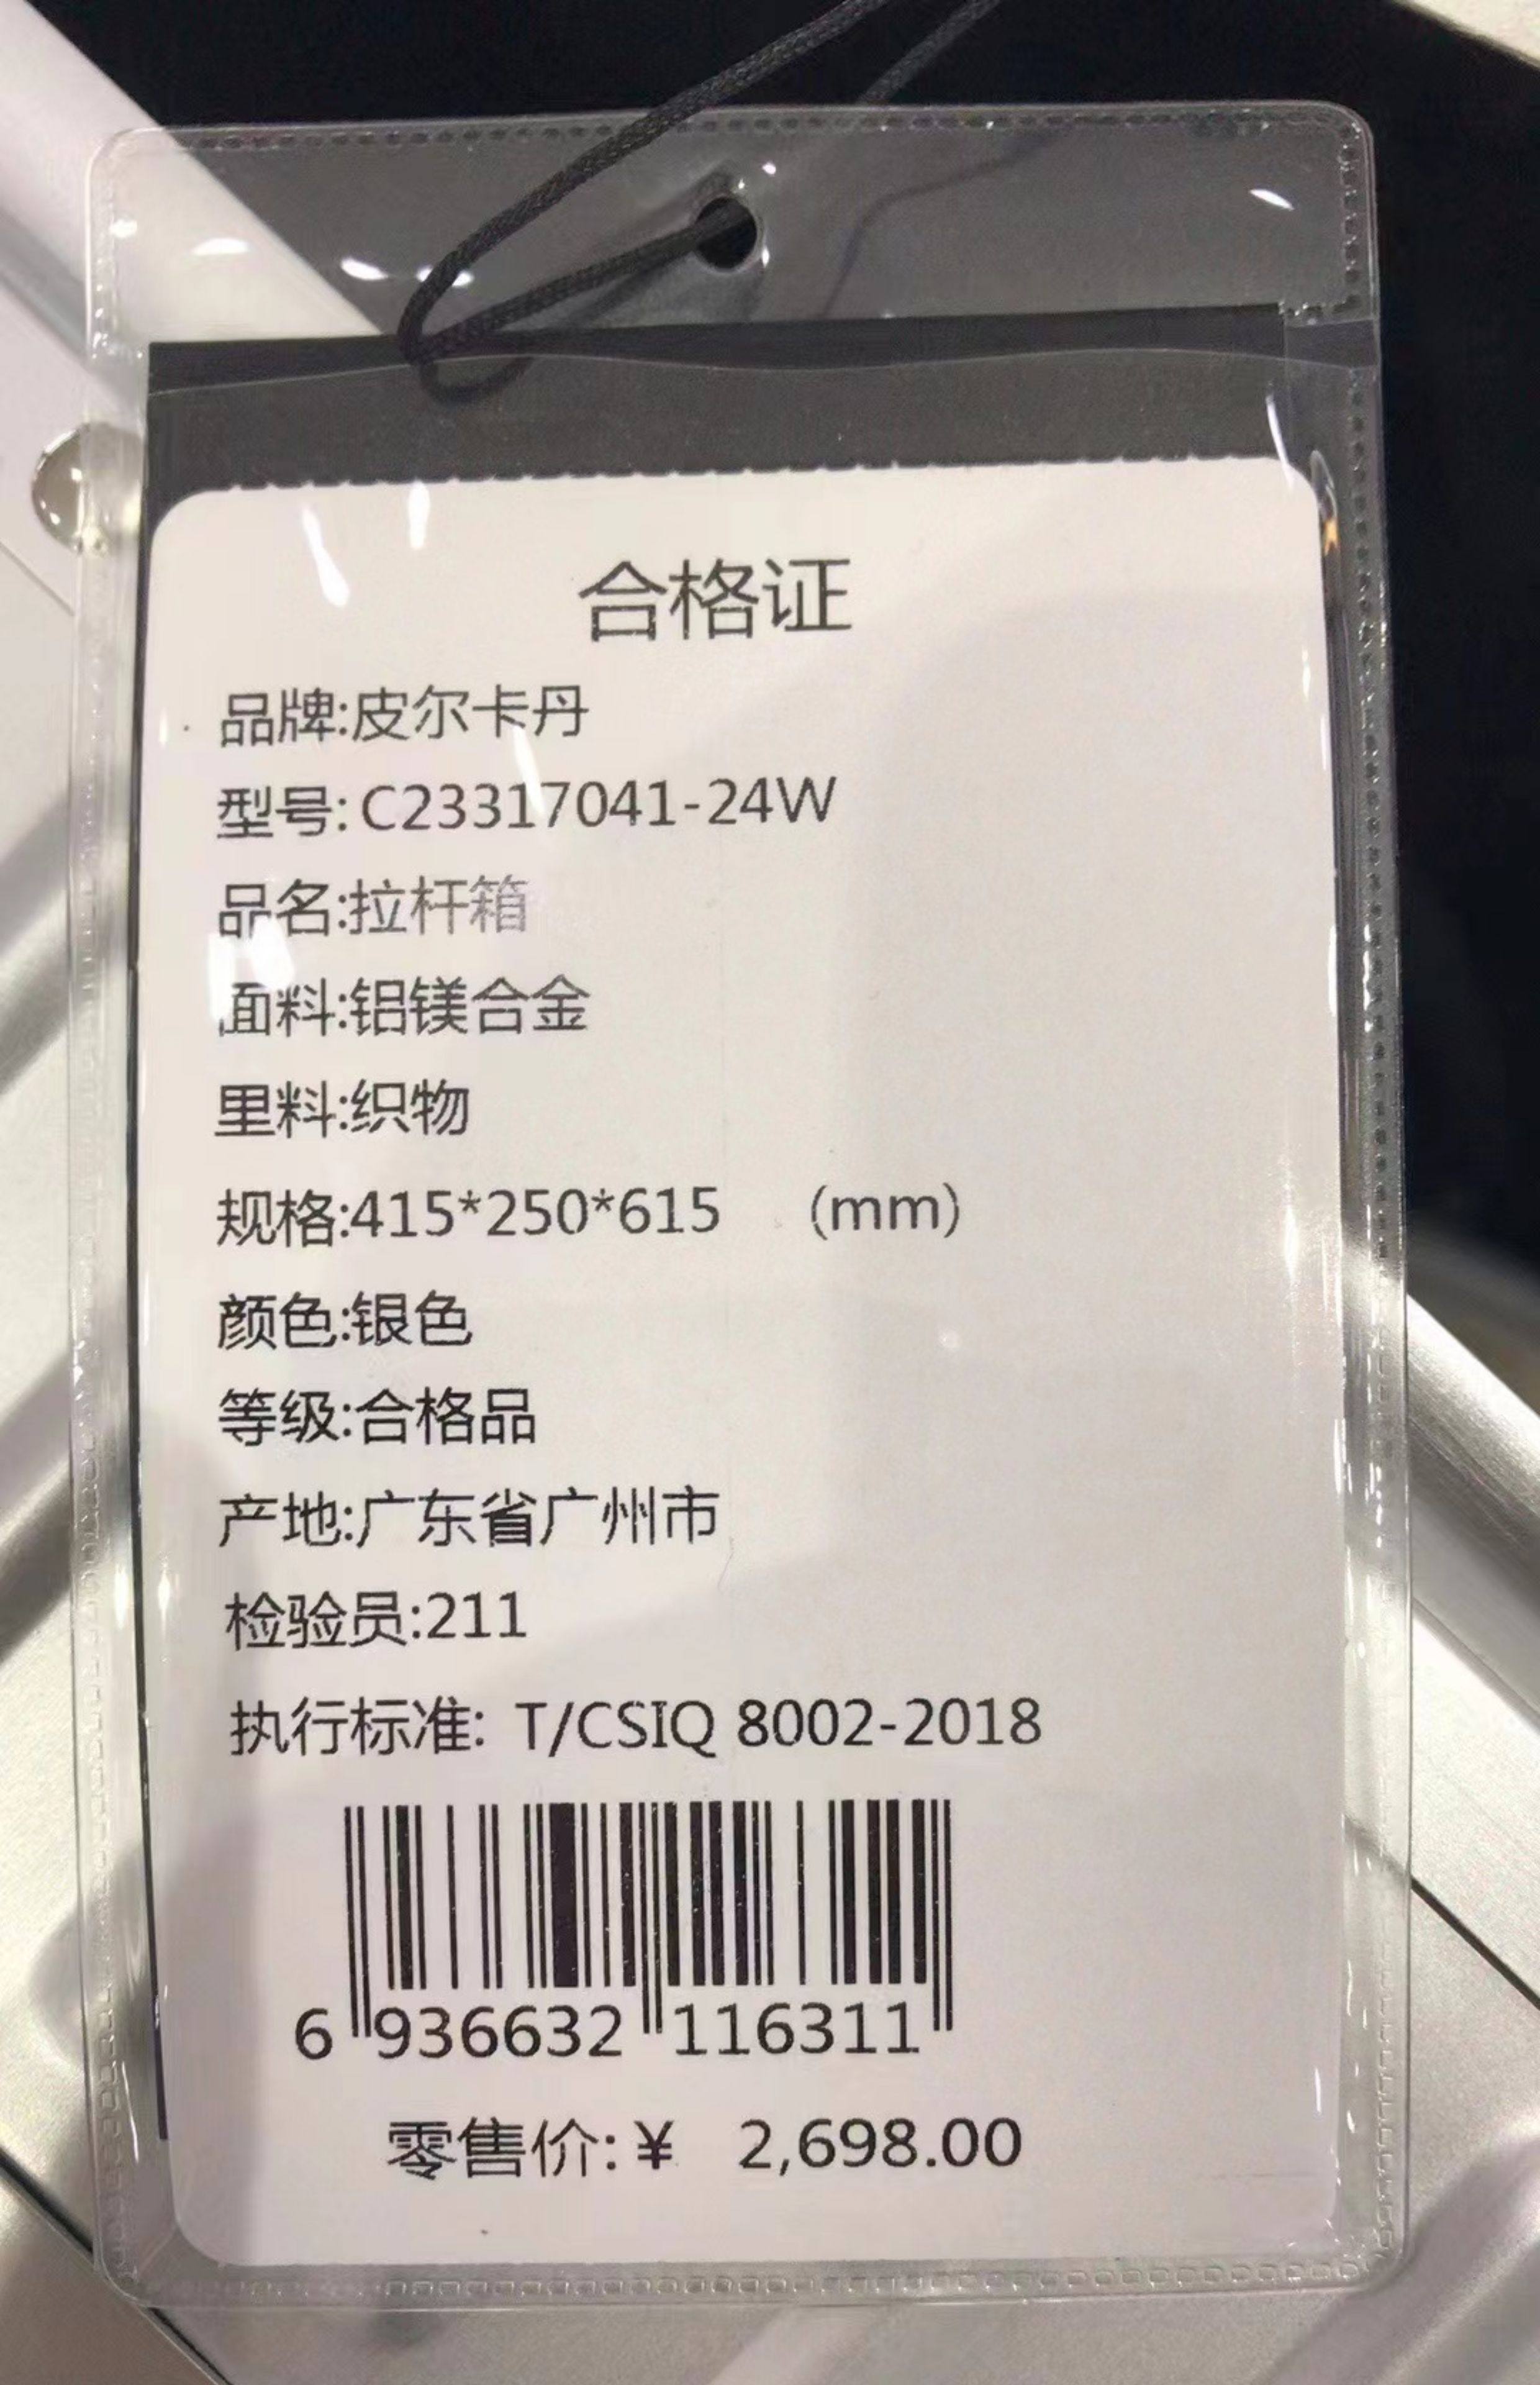 合格证
品牌:皮尔卡丹
型号: C23317041-24W
品名:拉杆箱
面料:铝镁合金
里料:织物
规格:415*250*615 (mm)
颜色:银色
等级:合格品
产地:广东省广州市
检验员:211
执行标准: T/CSIQ 8002-2018
6 936632 116311
零售价:¥ 2,698.00